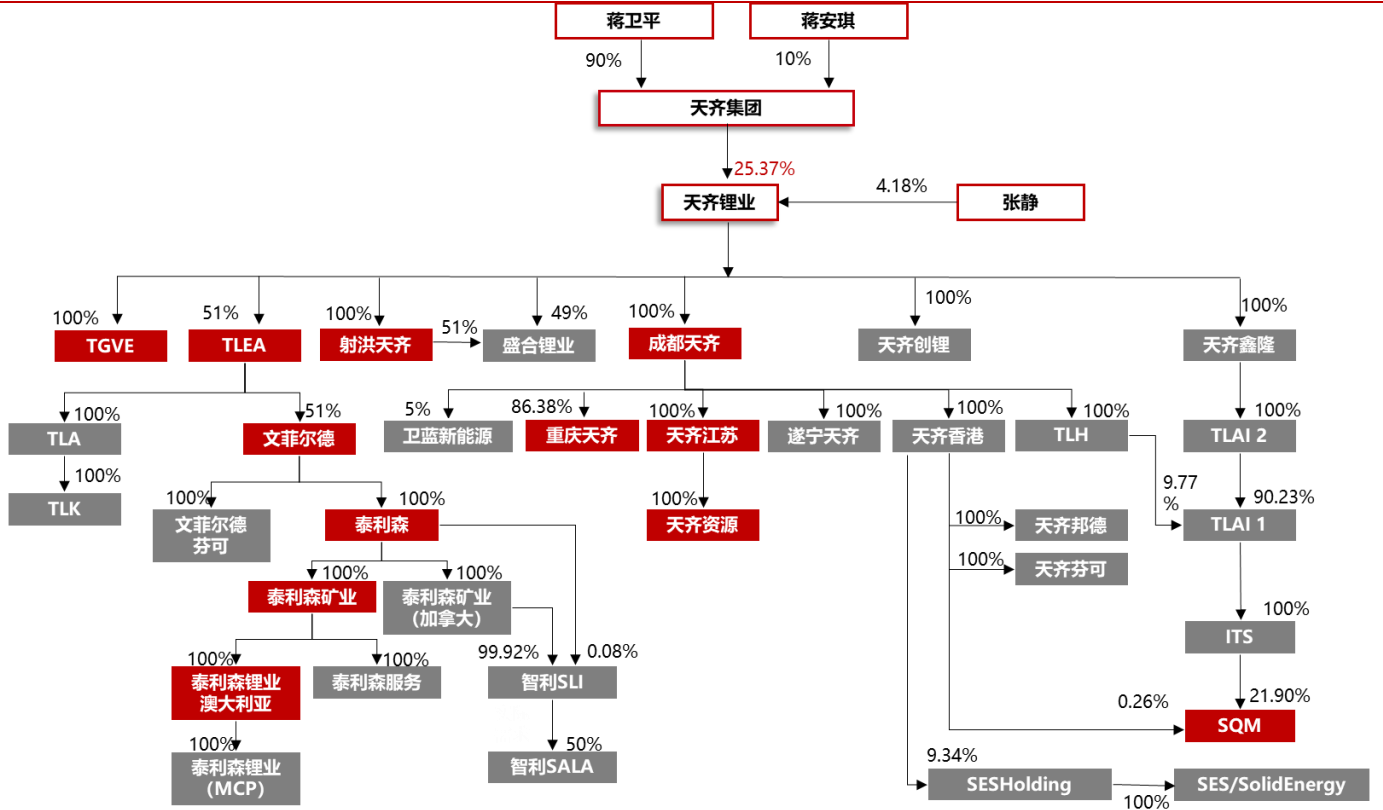 蒋卫平
蒋安琪
90%
10%
天齐集团
25.37%
天齐锂业
4.18%
张静
100%
51%
100%
51%
49%
100%
100%
100%
TGVE
TLEA
射洪天齐
盛合锂业
成都天齐
天齐创锂
天齐鑫隆
100%
51%
5%
86.38%
100%
100%
100%
100%
100%
TLA
文菲尔德
卫蓝新能源
重庆天齐
天齐江苏
遂宁天齐
天齐香港
TLH
TLAI 2
100%
100%
100%
100%
9.77
%
90.23%
TLK
文菲尔德
芬可
泰利森
天齐资源
100%
天齐邦德
TLAI 1
100%
100%
100%
天齐芬可
泰利森矿业
泰利森矿业
（加拿大）
100%
ITS
100%
100%
99.92%
0.08%
泰利森锂业
澳大利亚
泰利森服务
智利SLI
0.26%
21.90%
SQM
100%
50%
泰利森锂业
（MCP）
智利SALA
9.34%
SESHolding
100%
SES/SolidEnergy